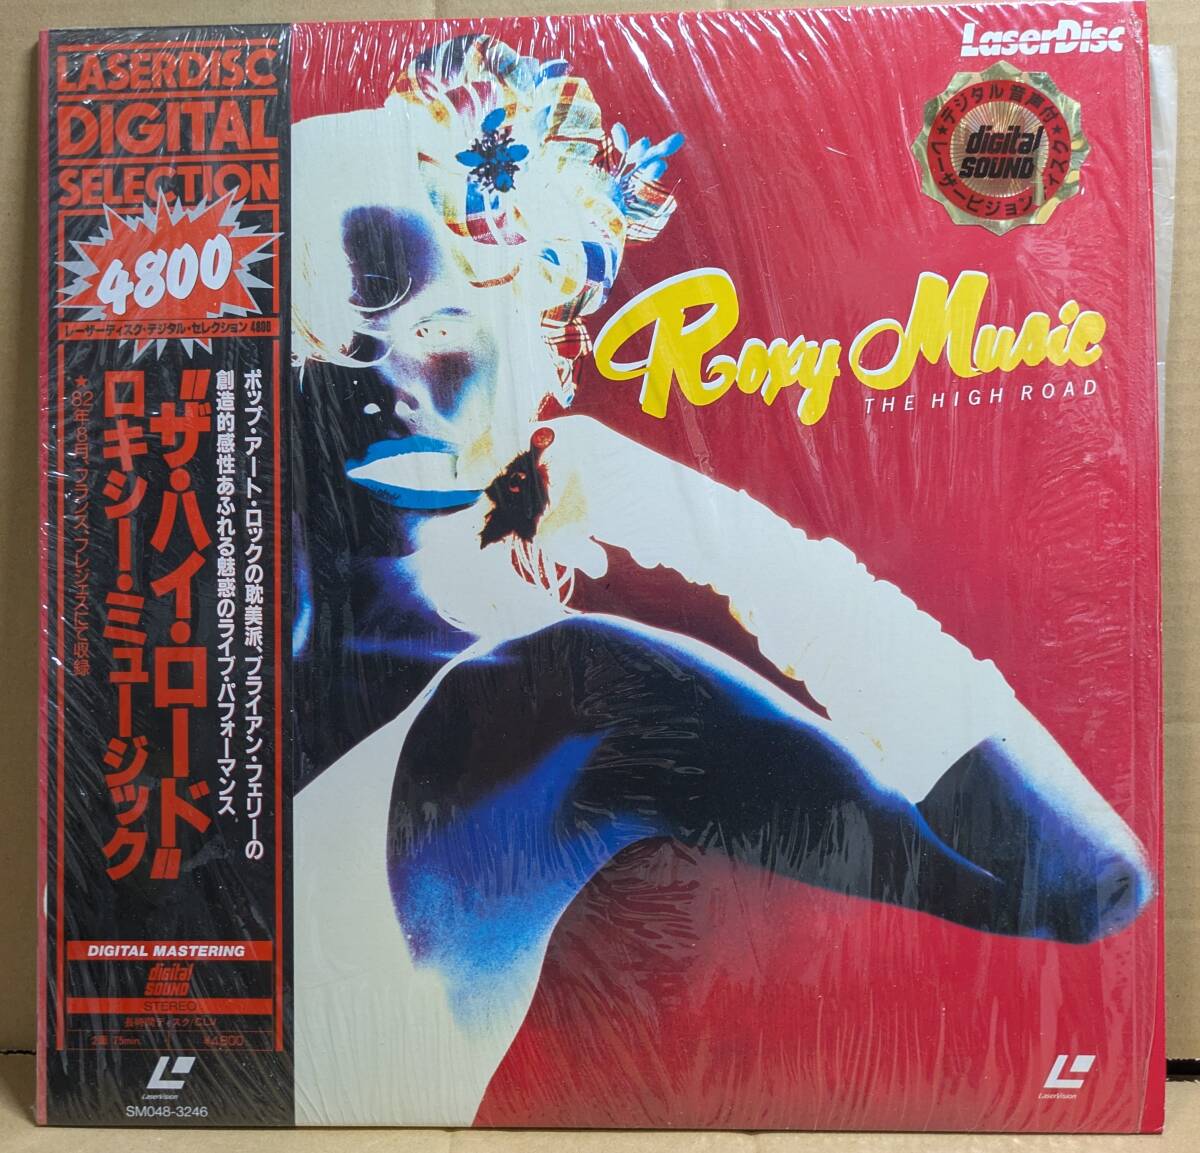 LASERDISC
DIGITAL
SELECTION
4800
レーザーディスク・デジタル・セレクション 4800
ポップ・アート・ロックの耽美派、ブライアン・フェリーの
創造的感性あふれる魅惑のライブ・パフォーマンス
"ザ・ハイ・ロード"
ロキシー・ミュージック
★'82年8月、フランス、フレジュスにて収録
DIGITAL MASTERING
digital
SOUND
STEREO
長時間ディスク/CLV
2面 75min. ¥4,800
LaserVision
SM048-3246
LaserDisc
★デジタル音声付★
digital
SOUND
レーザービジョンディスク
Roxy Music
THE HIGH ROAD
LaserVision